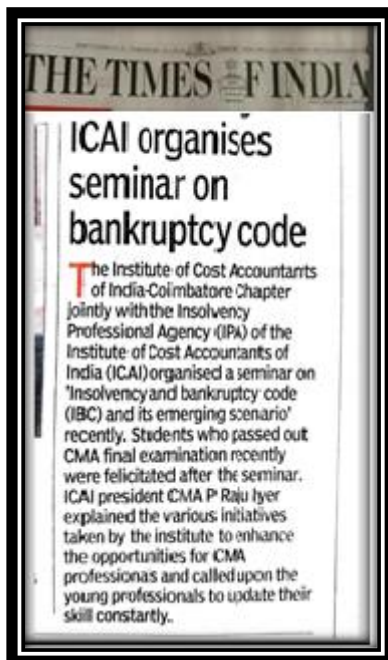 THE TIMES OF INDIA
ICAI organises
seminar on
bankruptcy code
The Institute of Cost Accountants
of India-Coimbatore Chapter
jointly with the Insolvency
Professional Agency (IPA) of the
Institute of Cost Accountants of
India (ICAI) organised a seminar on
'Insolvency and bankruptcy code
(IBC) and its emerging scenario'
recently. Students who passed out
CMA final examination recently
were felicitated after the seminar.
ICAI president CMA P Raju Iyer
explained the various initiatives
taken by the institute to enhance
the opportunities for CMA
professionas and called upon the
young professionals to update their
skiill constantly..